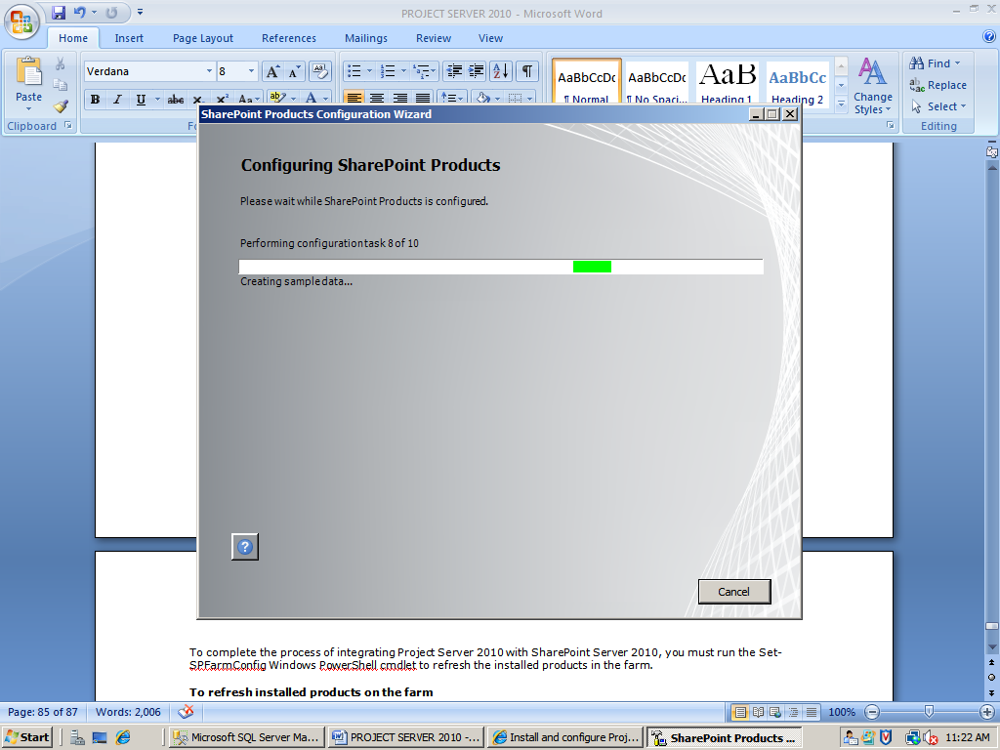 PROJECT SERVER 2010 - Microsoft Word
Home Insert Page Layout References Mailings Review View
Paste
Clipboard
Verdana 8
B I U abc x₂ x² Aa
AaBbCcDc AaBbCcDc AaB AaBbCc
¶ Normal ¶ No Spaci... Heading 1 Heading 2
Change Styles
Find
Replace
Select
Editing
SharePoint Products Configuration Wizard
Configuring SharePoint Products
Please wait while SharePoint Products is configured.
Performing configuration task 8 of 10
Creating sample data...
Cancel
To complete the process of integrating Project Server 2010 with SharePoint Server 2010, you must run the Set-
SPFarmConfig Windows PowerShell cmdlet to refresh the installed products in the farm.
To refresh installed products on the farm
Page: 85 of 87 Words: 2,006 100%
Start Microsoft SQL Server Ma... PROJECT SERVER 2010 -... Install and configure Proj... SharePoint Products ... 11:22 AM